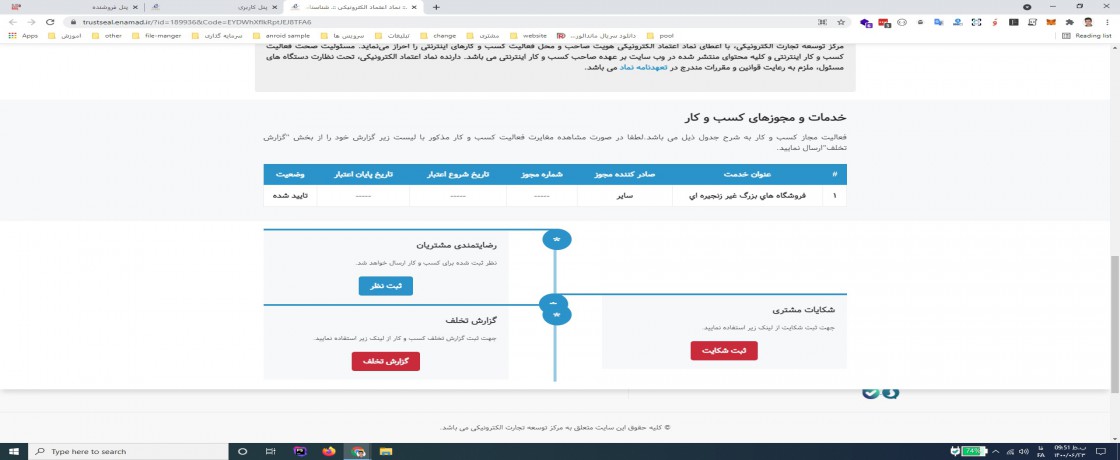 :: نماد اعتماد الکترونیکی :: شناسنامه
پنل کاربری
پنل فروشنده
trustseal.enamad.ir/?id=189936&Code=EYDWhXflkRptJEJ8TFA6
Apps
آموزش
other
file-manger
anroid sample
سرمایه گذاری
سرویس ها
تبلیغات
change
مشتری
website
دانلود سریال ماندالور...
pool
Reading list
مرکز توسعه تجارت الکترونیکی، با اعطای نماد اعتماد الکترونیکی هویت صاحب و محل فعالیت کسب و کارهای اینترنتی را احراز می‌نماید. مسئولیت صحت فعالیت
کسب و کار اینترنتی و کلیه محتوای منتشر شده در وب سایت بر عهده صاحب کسب و کار اینترنتی می باشد. دارنده نماد اعتماد الکترونیکی، تحت نظارت دستگاه های
مسئول، ملزم به رعایت قوانین و مقررات مندرج در تعهدنامه نماد می باشد.
خدمات و مجوزهای کسب و کار
فعالیت مجاز کسب و کار به شرح جدول ذیل می باشد.لطفا در صورت مشاهده مغایرت فعالیت کسب و کار مذکور با لیست زیر گزارش خود را از بخش "گزارش
تخلف"ارسال نمایید.
# عنوان خدمت صادر کننده مجوز شماره مجوز تاریخ شروع اعتبار تاریخ پایان اعتبار وضعیت
۱ فروشگاه هاي بزرگ غير زنجيره اي سایر ----- ----- ----- تایید شده
رضایتمندی مشتریان
نظر ثبت شده برای کسب و کار ارسال خواهد شد.
ثبت نظر
شکایات مشتری
جهت ثبت شکایت از لینک زیر استفاده نمایید.
ثبت شکایت
گزارش تخلف
جهت ثبت گزارش تخلف کسب و کار از لینک زیر استفاده نمایید.
گزارش تخلف
© کلیه حقوق این سایت متعلق به مرکز توسعه تجارت الکترونیکی می باشد.
Type here to search
74%
فا
FA
09:51 ب.ظ
۱۴۰۰/۰۶/۲۳